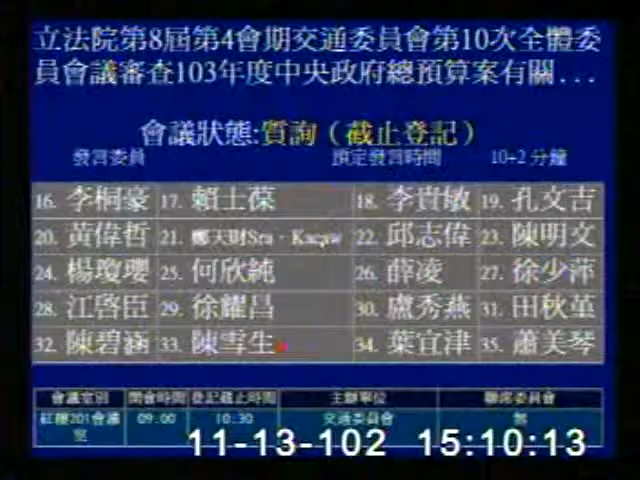 立法院第8屆第4會期交通委員會第10次全體委
員會議審查103年度中央政府總預算案有關...
會議狀態:質詢(截止登記)
發言委員 預定發言時間 10+2 分鐘
16. 李桐豪 17. 賴士葆 18. 李貴敏 19. 孔文吉
20. 黃偉哲 21. 鄭天財Sra·Kacaw 22. 邱志偉 23. 陳明文
24. 楊瓊瓔 25. 何欣純 26. 薛凌 27. 徐少萍
28. 江啓臣 29. 徐耀昌 30. 盧秀燕 31. 田秋堇
32. 陳碧涵 33. 陳雪生 34. 葉宜津 35. 蕭美琴
會議室別 開會時間 登記截止時間 主辦單位 聯席委員會
紅樓201會議室 09:00 10:30 交通委員會 無
11-13-102 15:10:13